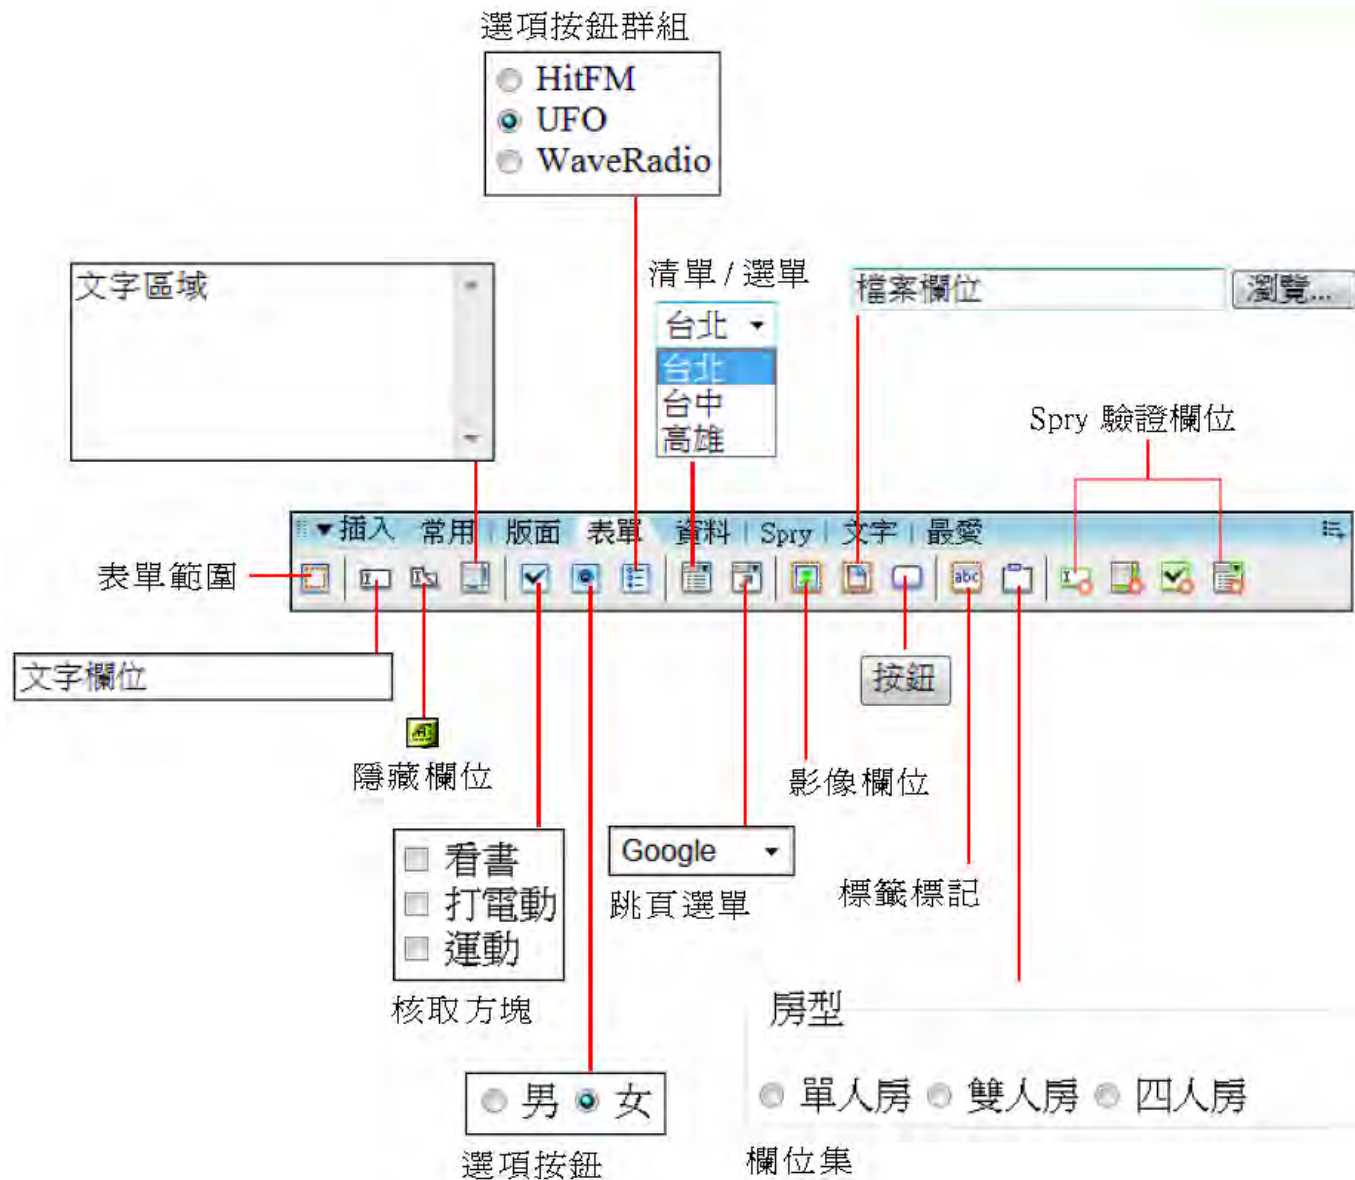 選項按鈕群組
HitFM
UFO
WaveRadio
文字區域
清單 / 選單
台北
台北
台中
高雄
檔案欄位 瀏覽...
Spry 驗證欄位
插入 常用 版面 表單 資料 Spry 文字 最愛
表單範圍
abc
文字欄位
按鈕
隱藏欄位
影像欄位
看書
打電動
運動
核取方塊
Google
跳頁選單
標籤標記
房型
單人房 雙人房 四人房
欄位集
男 女
選項按鈕